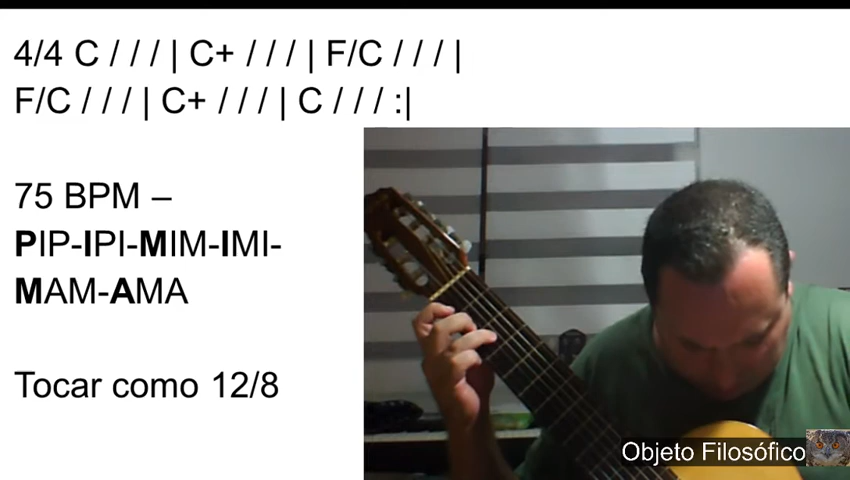 4/4 C / / / | C+ / / / | F/C / / / |
F/C / / / | C+ / / / | C / / / :|
75 BPM –
PIP-IPI-MIM-IMI-
MAM-AMA
Tocar como 12/8
Objeto Filosófico